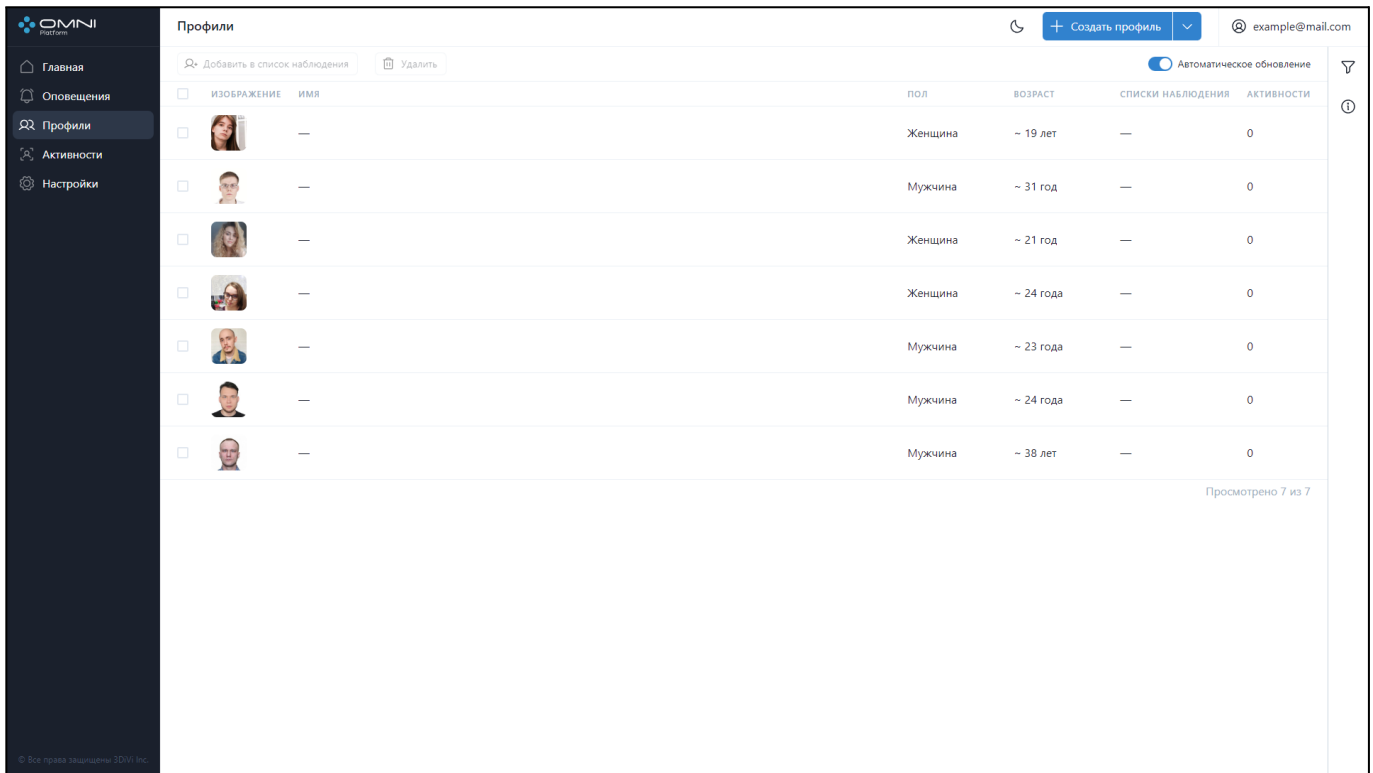 OMNI
Platform
Профили
Создать профиль
example@mail.com
Главная
Оповещения
Профили
Активности
Настройки
Добавить в список наблюдения
Удалить
Автоматическое обновление
ИЗОБРАЖЕНИЕ ИМЯ ПОЛ ВОЗРАСТ СПИСКИ НАБЛЮДЕНИЯ АКТИВНОСТИ
— Женщина ~ 19 лет — 0
— Мужчина ~ 31 год — 0
— Женщина ~ 21 год — 0
— Женщина ~ 24 года — 0
— Мужчина ~ 23 года — 0
— Мужчина ~ 24 года — 0
— Мужчина ~ 38 лет — 0
Просмотрено 7 из 7
© Все права защищены 3DiVi Inc.